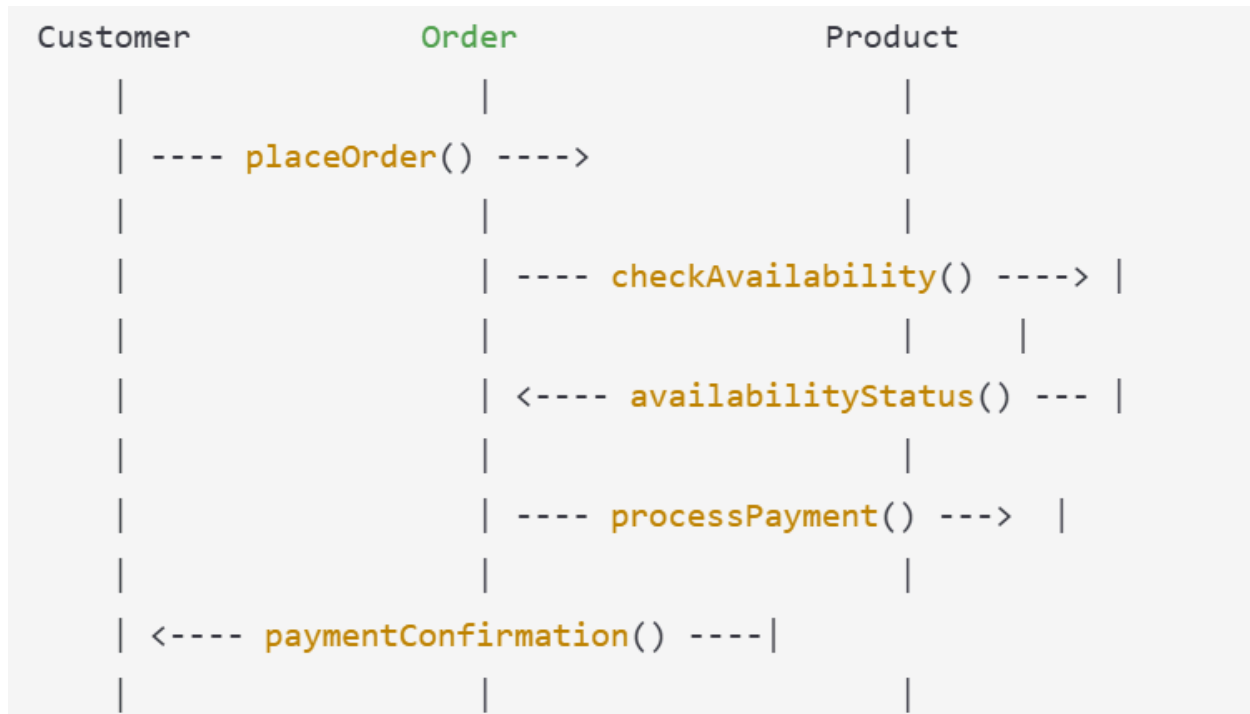 Customer            Order                Product
    |                   |                      |
    | ---- placeOrder() ---->                 |
    |                   |                      |
    |                   | ---- checkAvailability() ----> |
    |                   |                      |     |
    |                   | <---- availabilityStatus() --- |
    |                   |                      |
    |                   | ---- processPayment() --->  |
    |                   |                      |
    | <---- paymentConfirmation() ----|
    |                   |                      |